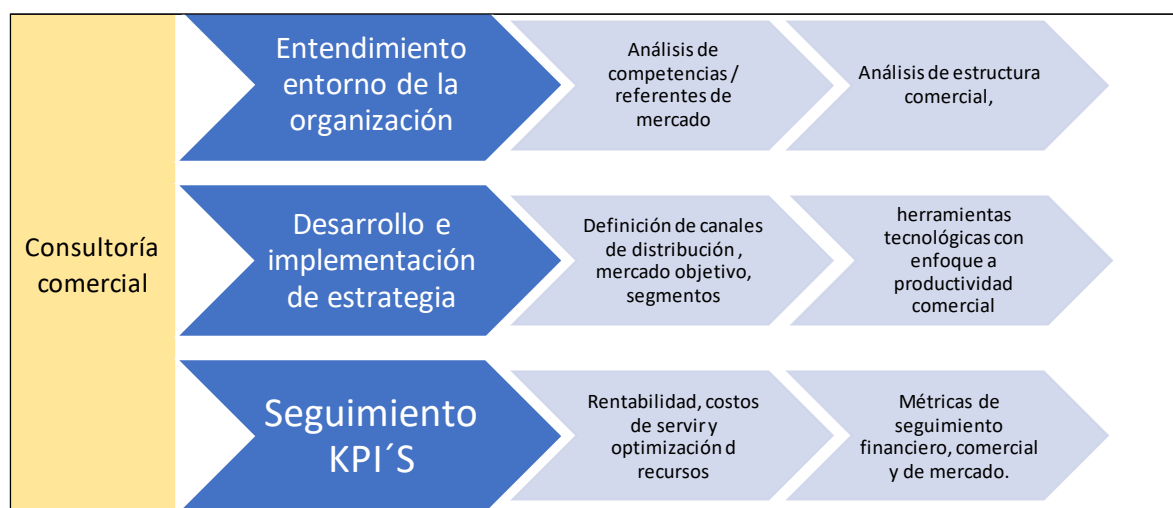 Consultoría
comercial
Entendimiento
entorno de la
organización
Análisis de
competencias /
referentes de
mercado
Análisis de estructura
comercial,
Desarrollo e
implementación
de estrategia
Definición de canales
de distribución ,
mercado objetivo,
segmentos
herramientas
tecnológicas con
enfoque a
productividad
comercial
Seguimiento
KPI´S
Rentabilidad, costos
de servir y
optimización d
recursos
Métricas de
seguimiento
financiero, comercial
y de mercado.